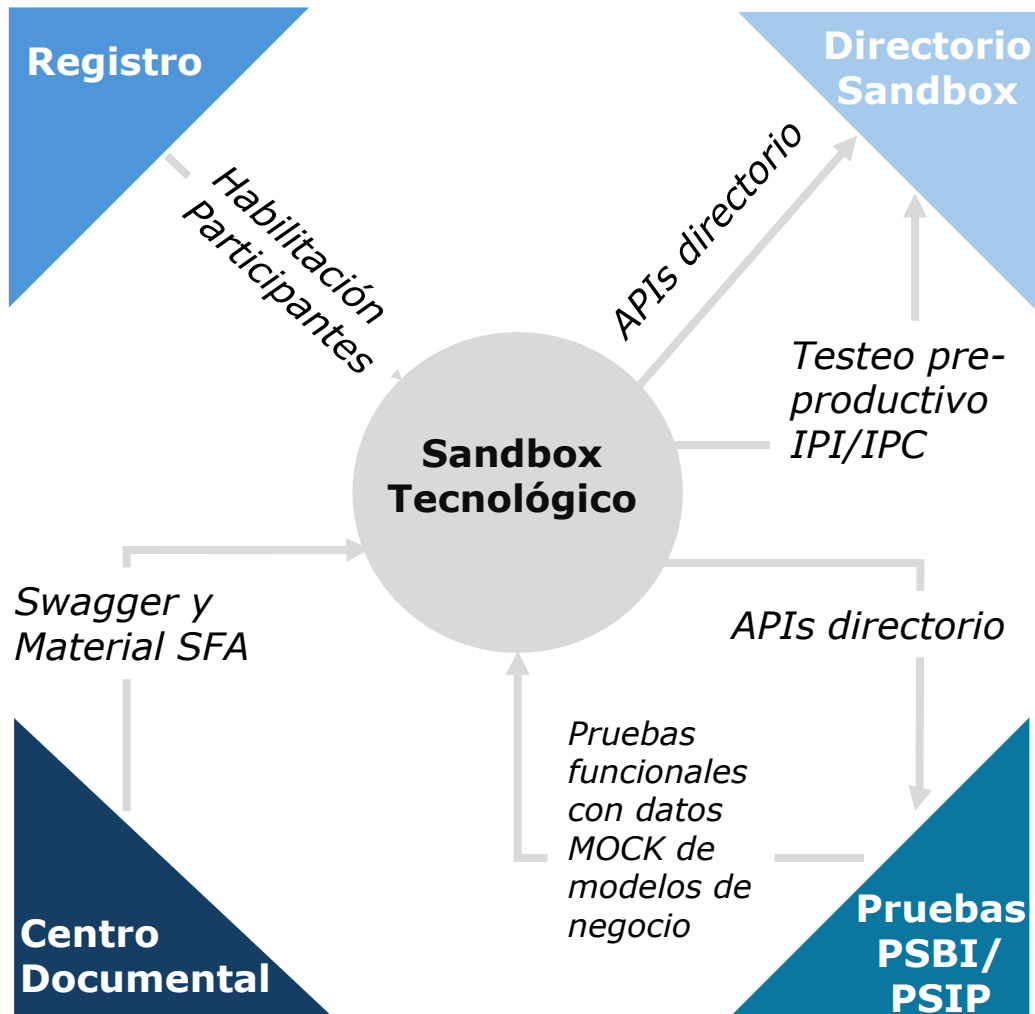 Registro
Directorio
Sandbox
Habilitación
Participantes
APIs directorio
Testeo pre-
productivo
IPI/IPC
Sandbox
Tecnológico
Swagger y
Material SFA
APIs directorio
Pruebas
funcionales
con datos
MOCK de
modelos de
negocio
Centro
Documental
Pruebas
PSBI/
PSIP